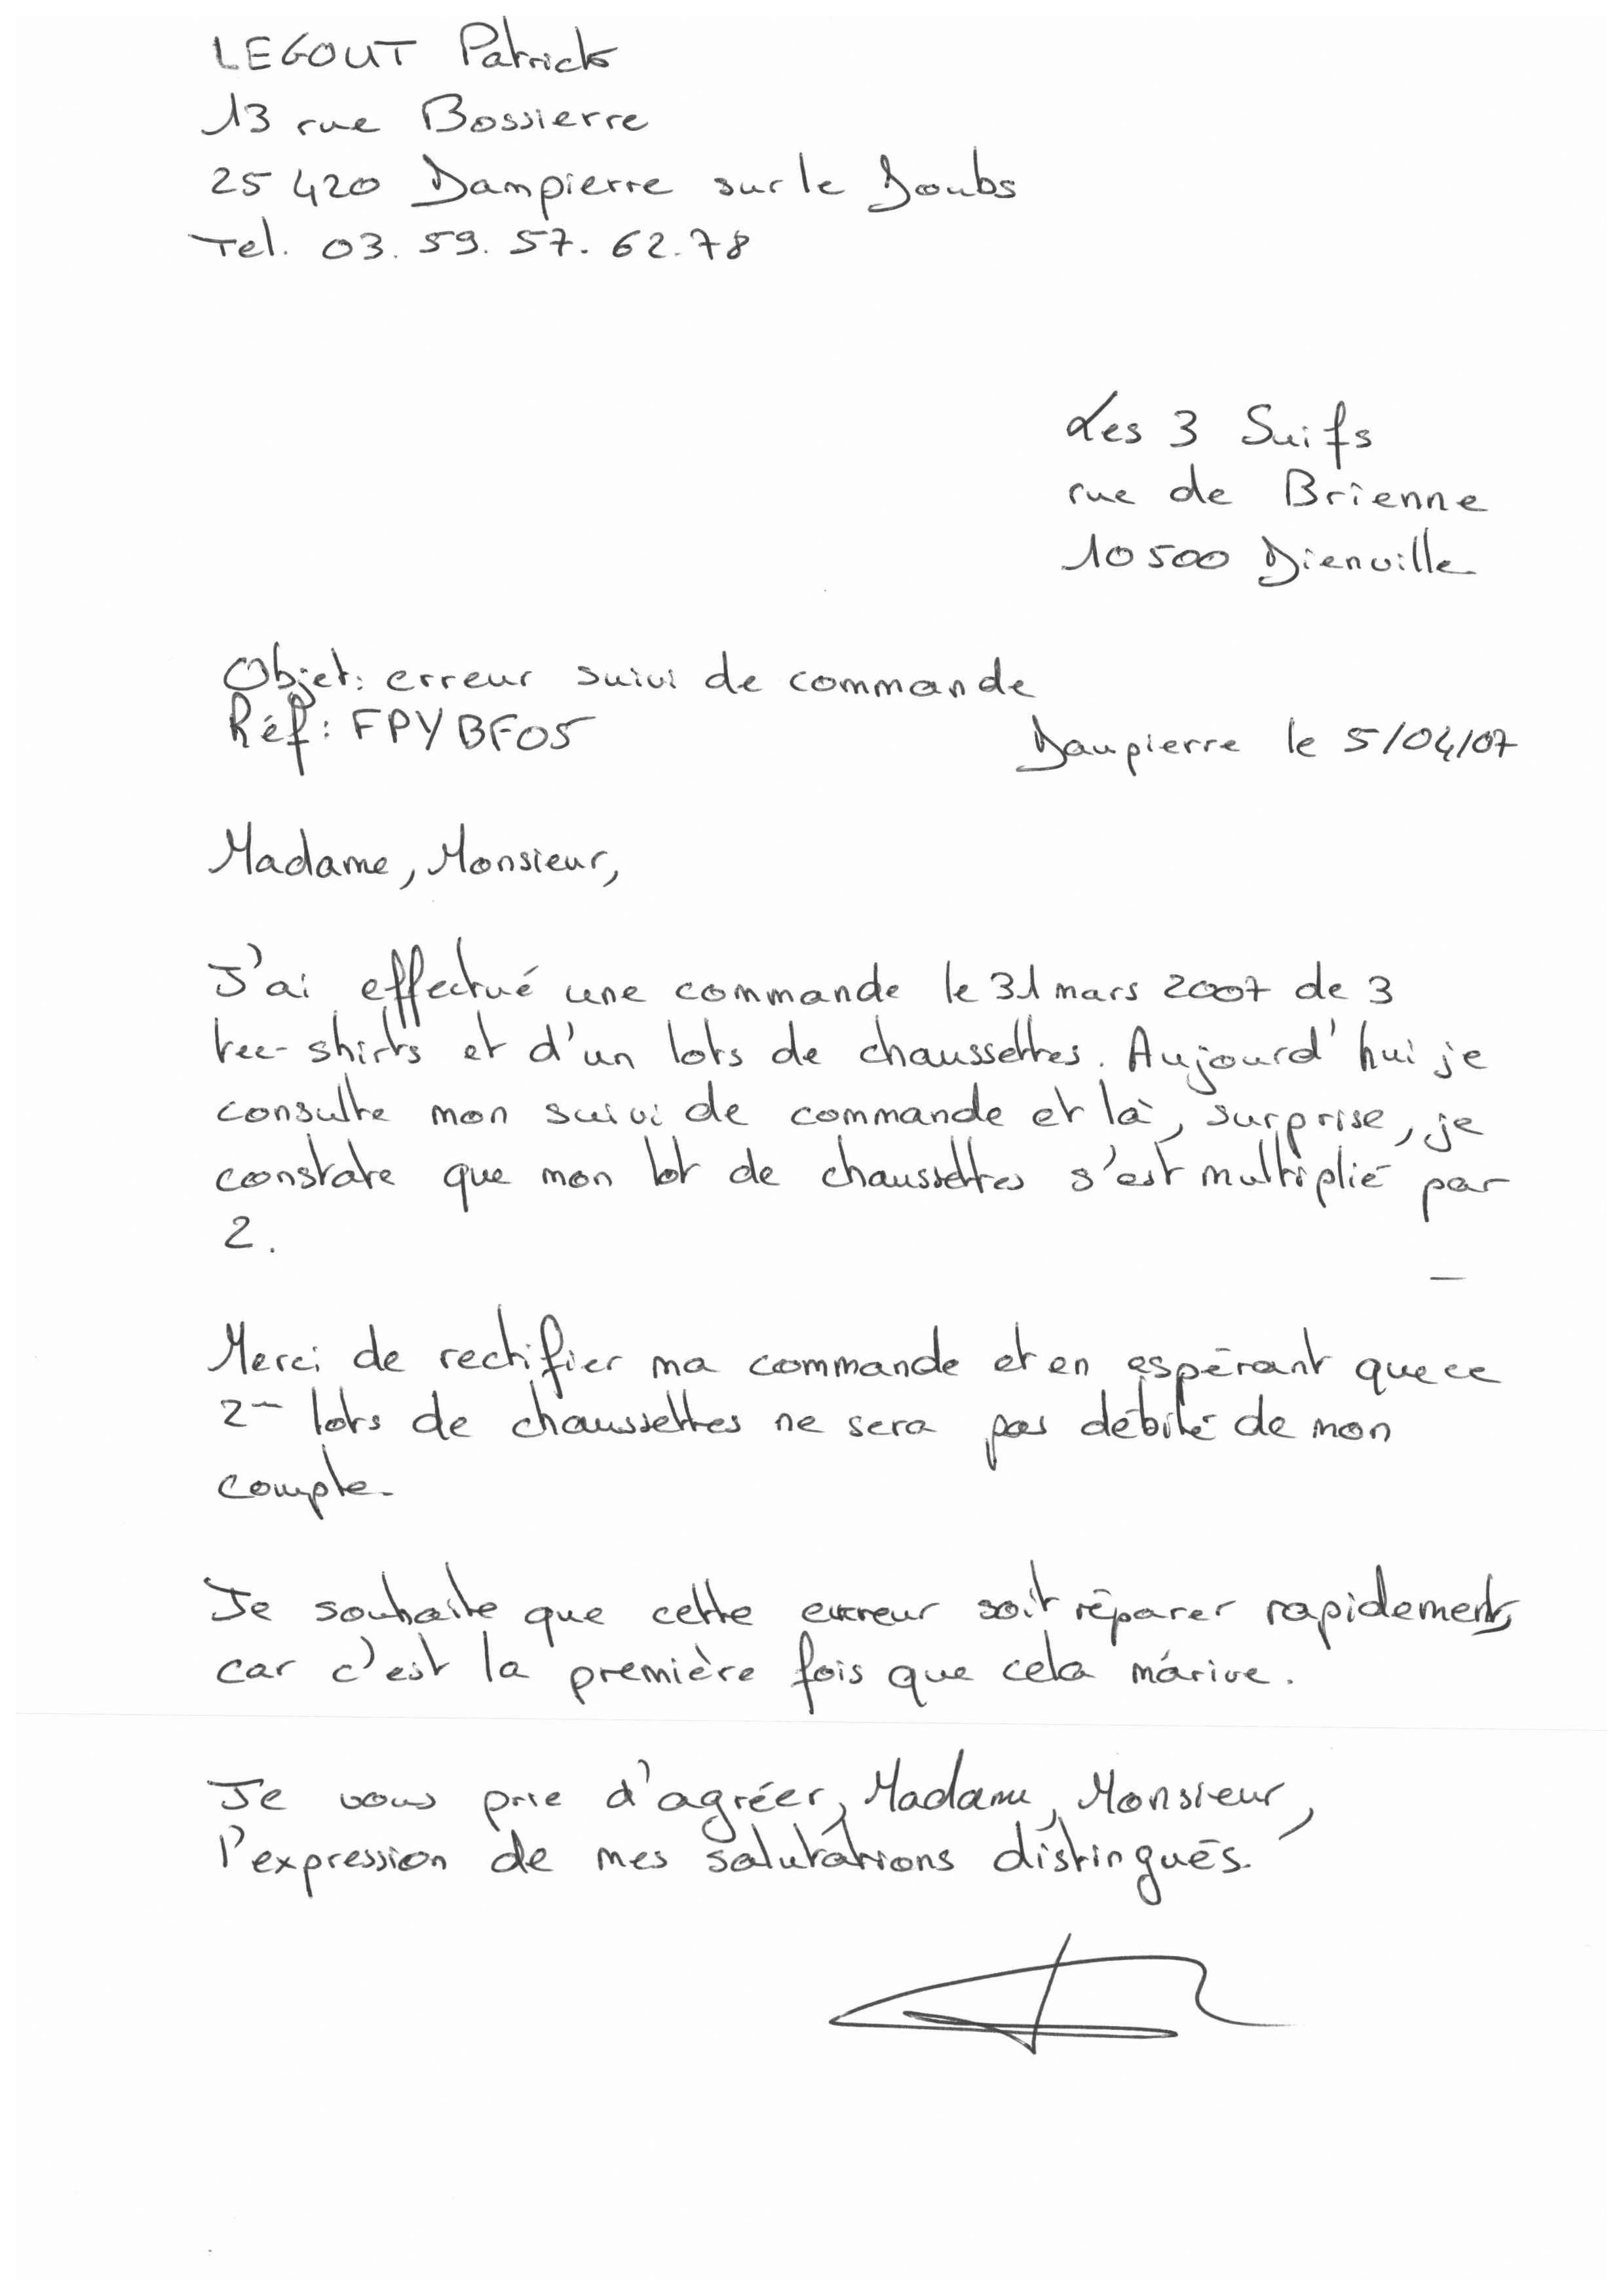 LEGOUT Patrick
13 rue Bossierre
25 420 Dampierre sur le Doubs
Tel. 03. 59. 57. 62. 78
Les 3 Suifs
rue de Brienne
10 500 Dienville
Objet: erreur suivi de commande
Réf: FPYBF05
Dampierre le 5/04/07
Madame, Monsieur,
J'ai effectué une commande le 31 mars 2007 de 3
tee-shirts et d'un lots de chaussettes. Aujourd'hui je
consulte mon suivi de commande et là, surprise, je
constate que mon lot de chaussettes s'est multiplié par
2.
Merci de rectifier ma commande et en espérant que ce
2m lots de chaussettes ne sera pas débité de mon
compte.
Je souhaite que cette erreur soit réparer rapidement,
car c'est la première fois que cela m'arive.
Je vous prie d'agréer, Madame, Monsieur,
l'expression de mes salutations distingués.